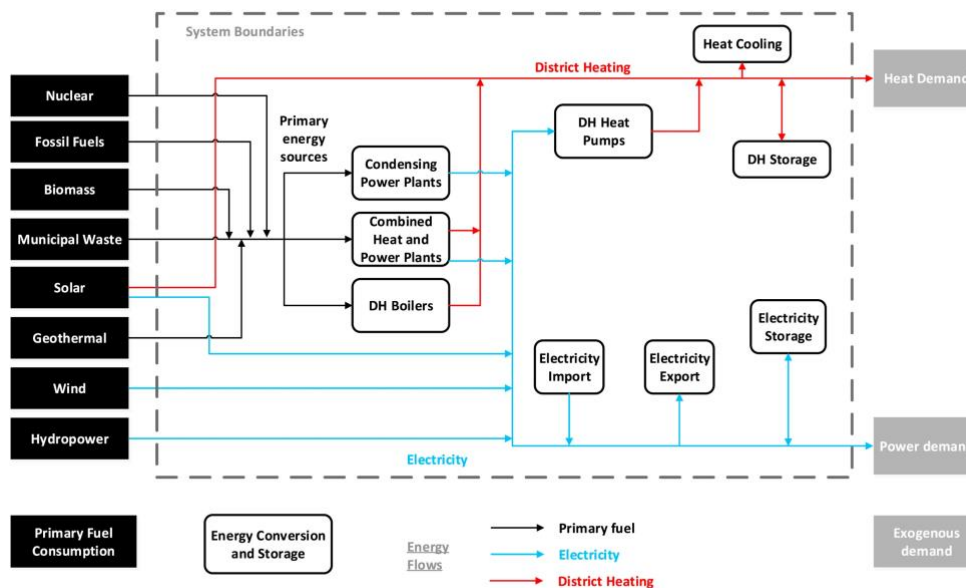 System Boundaries
Heat Cooling
District Heating
Heat Demand
Nuclear
Fossil Fuels
Biomass
Municipal Waste
Solar
Geothermal
Wind
Hydropower
Primary
energy
sources
Condensing
Power Plants
Combined
Heat and
Power Plants
DH Boilers
DH Heat
Pumps
DH Storage
Electricity
Import
Electricity
Export
Electricity
Storage
Electricity
Power demand
Primary Fuel
Consumption
Energy Conversion
and Storage
Energy
Flows
Primary fuel
Electricity
District Heating
Exogenous
demand